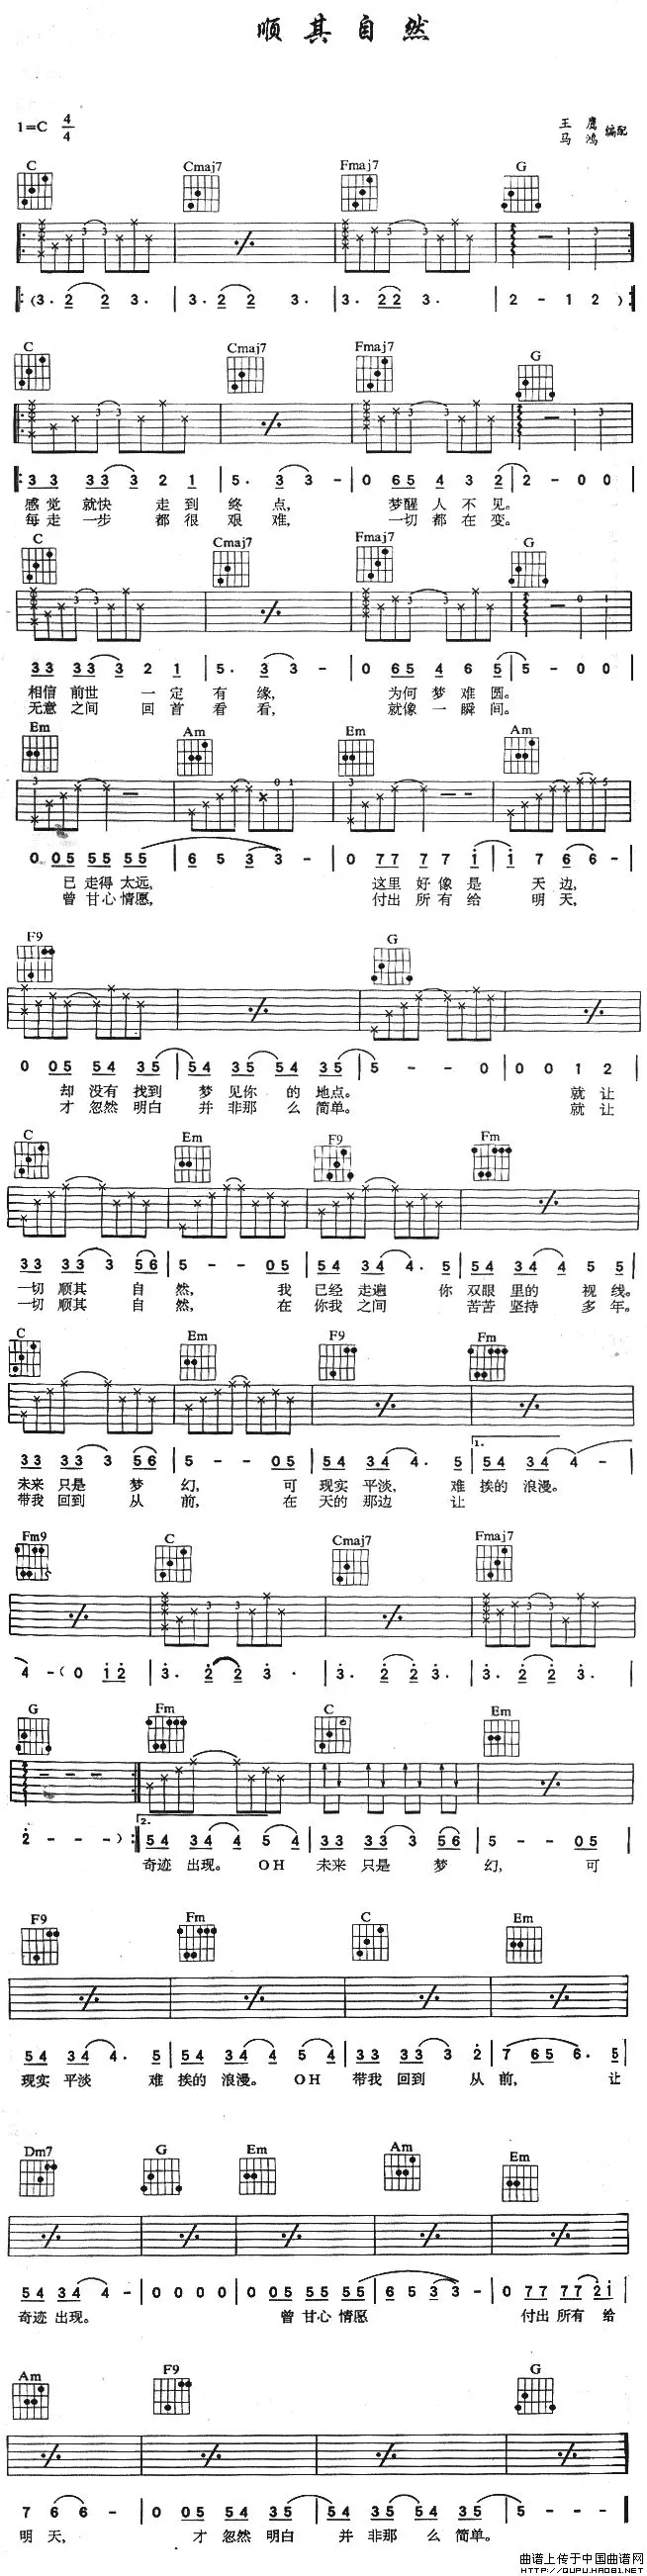 顺其自然
1=C 4/4
王鹰
马鸿 编配
C Cmaj7 Fmaj7 G
(3. 2 2 3. | 3. 2 2 3. | 3. 2 2 3. | 2 - 1 2 ):
C Cmaj7 Fmaj7 G
3 3 3 3 3 2 1 | 5. 3 3 - | 0 6 5 4 3 2 | 2 - 0 0
感觉 就快 走到 终点, 梦醒人不见。
每走 一步 都很 艰难, 一切都在变。
C Cmaj7 Fmaj7 G
3 3 3 3 3 2 1 | 5. 3 3 - | 0 6 5 4 6 5 | 5 - 0 0
相信 前世 一定 有缘, 为何梦难圆。
无意 之间 回首 看看, 就像一瞬间。
Em Am Em Am
0 0 5 5 5 5 5 | 6 5 3 3 - | 0 7 7 7 7 i | i 7 6 6 -
已走得太远, 这里好像是 天边,
曾甘心情愿, 付出所有给 明天,
F9 G
0 0 5 5 4 3 5 | 5 4 3 5 5 4 3 5 | 5 - - 0 | 0 0 1 2
却没有找到 梦见你的地点。 就让
才忽然明白 并非那么简单。 就让
C Em F9 Fm
3 3 3 3 3 5 6 | 5 - - 0 5 | 5 4 3 4 4. 5 | 5 4 3 4 4 5 5
一切 顺其 自然, 我 已经 走遍 你 双眼 里的 视线。
一切 顺其 自然, 在 你我 之间 苦苦 坚持 多年。
C Em F9 Fm
3 3 3 3 3 5 6 | 5 - - 0 5 | 5 4 3 4 4. 5 | 1. 5 4 3 4 4 -
未来 只是 梦幻, 可 现实 平淡, 难 挨的 浪漫。
带我 回到 从前, 在 天的 那边 让
Fm9 C Cmaj7 Fmaj7
4 - ( 0 i 2 | 3. 2 2 3. | 3. 2 2 3. | 3. 2 2 3.
G Fm C Em
2 - - - ): 2. 5 4 3 4 4 5 4 | 3 3 3 3 3 5 6 | 5 - - 0 5
奇迹 出现。 OH 未来 只是 梦幻, 可
F9 Fm C Em
5 4 3 4 4. 5 | 5 4 3 4 4 5 4 | 3 3 3 3 3 2 | 7 6 5 6. 5
现实 平淡 难 挨的 浪漫。 OH 带我 回到 从前, 让
Dm7 G Em Am Em
5 4 3 4 4 - | 0 0 0 0 | 0 0 5 5 5 5 5 | 6 5 3 3 - | 0 7 7 7 7 2 i
奇迹 出现。 曾甘心情愿 付出所有给
Am F9 G
7 6 6 - | 0 0 5 5 4 3 5 | 5 4 3 5 5 4 3 5 | 5 - - -
明天, 才忽然明白 并非那么简单。
曲谱上传于中国曲谱网
HTTP://QUPU.HAO81.NET